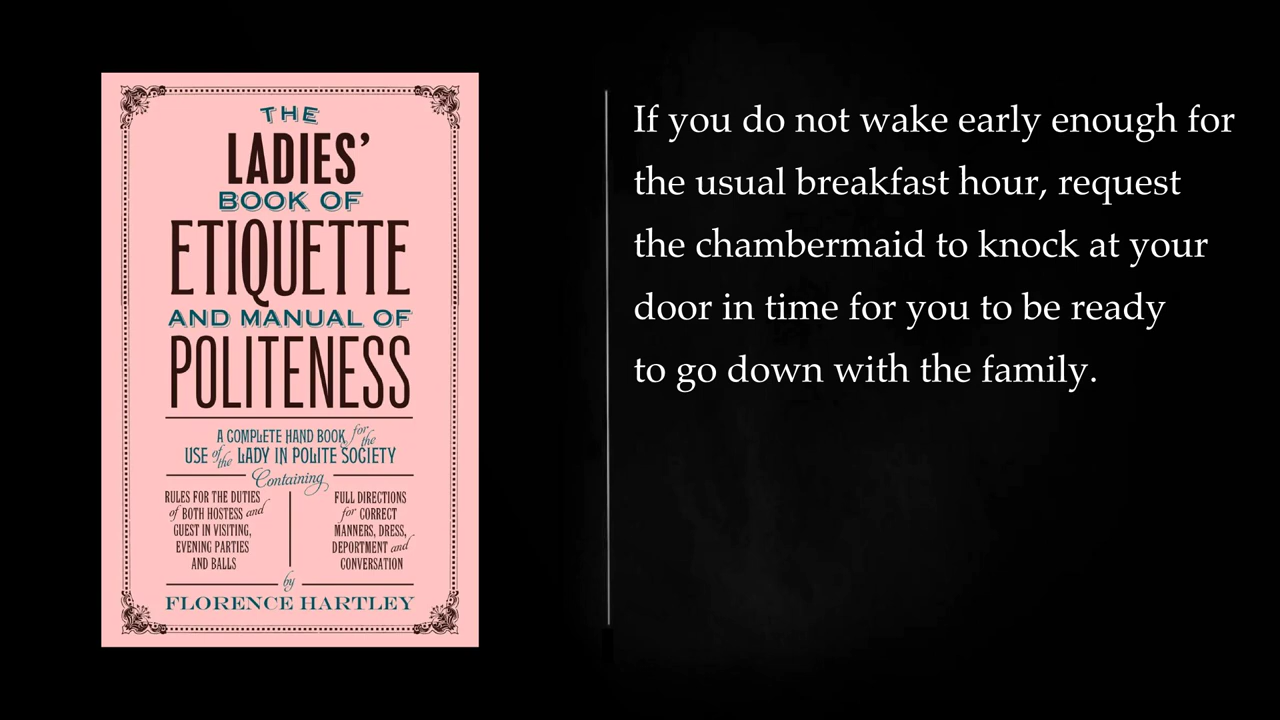 THE
LADIES'
BOOK OF
ETIQUETTE
AND MANUAL OF
POLITENESS
A COMPLETE HAND BOOK for the
USE of the LADY IN POLITE SOCIETY
Containing
RULES FOR THE DUTIES
of BOTH HOSTESS and
GUEST IN VISITING,
EVENING PARTIES
AND BALLS
FULL DIRECTIONS
for CORRECT
MANNERS, DRESS,
DEPORTMENT and
CONVERSATION
by
FLORENCE HARTLEY
If you do not wake early enough for
the usual breakfast hour, request
the chambermaid to knock at your
door in time for you to be ready
to go down with the family.